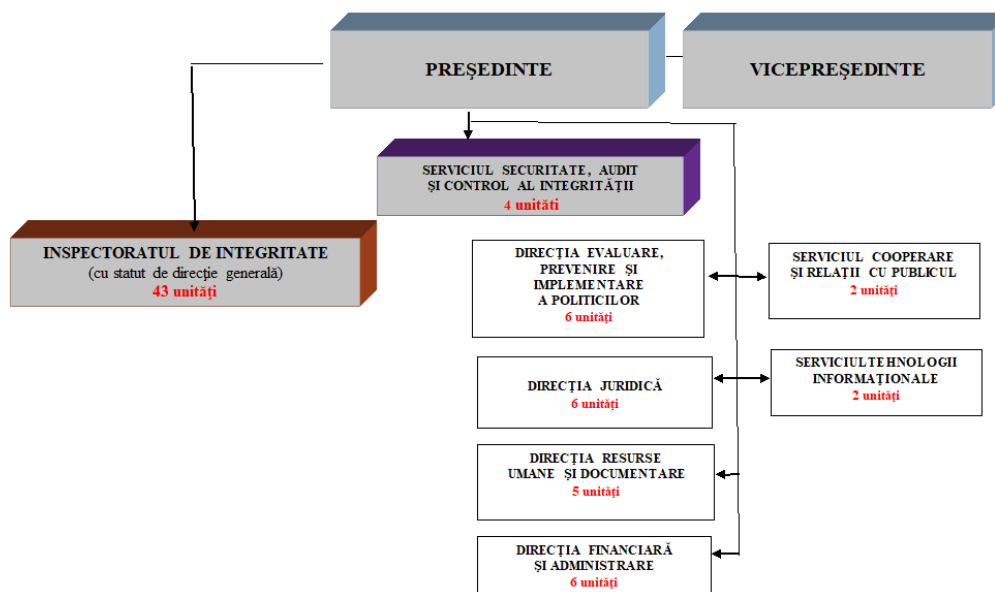 PREȘEDINTE
VICEPREȘEDINTE
SERVICIUL SECURITATE, AUDIT
ȘI CONTROL AL INTEGRITĂȚII
4 unităti
INSPECTORATUL DE INTEGRITATE
(cu statut de direcție generală)
43 unități
DIRECȚIA EVALUARE,
PREVENIRE ȘI
IMPLEMENTARE
A POLITICILOR
6 unități
SERVICIUL COOPERARE
ȘI RELAȚII CU PUBLICUL
2 unități
DIRECȚIA JURIDICĂ
6 unități
SERVICIULTEHNOLOGII
INFORMAȚIONALE
2 unități
DIRECȚIA RESURSE
UMANE ȘI DOCUMENTARE
5 unități
DIRECȚIA FINANCIARĂ
ȘI ADMINISTRARE
6 unități